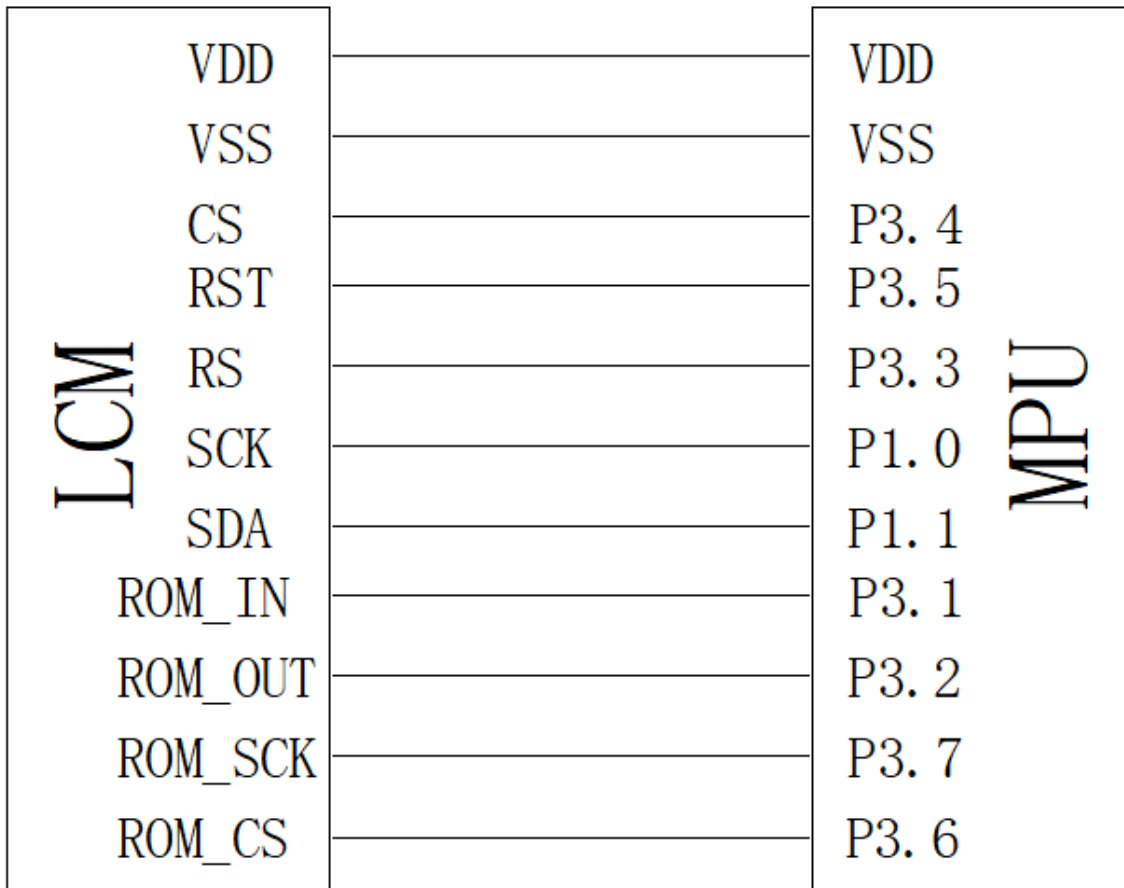 VDD VDD
VSS VSS
CS P3.4
RST P3.5
RS P3.3
SCK P1.0
SDA P1.1
ROM_IN P3.1
ROM_OUT P3.2
ROM_SCK P3.7
ROM_CS P3.6
LCM
MPU